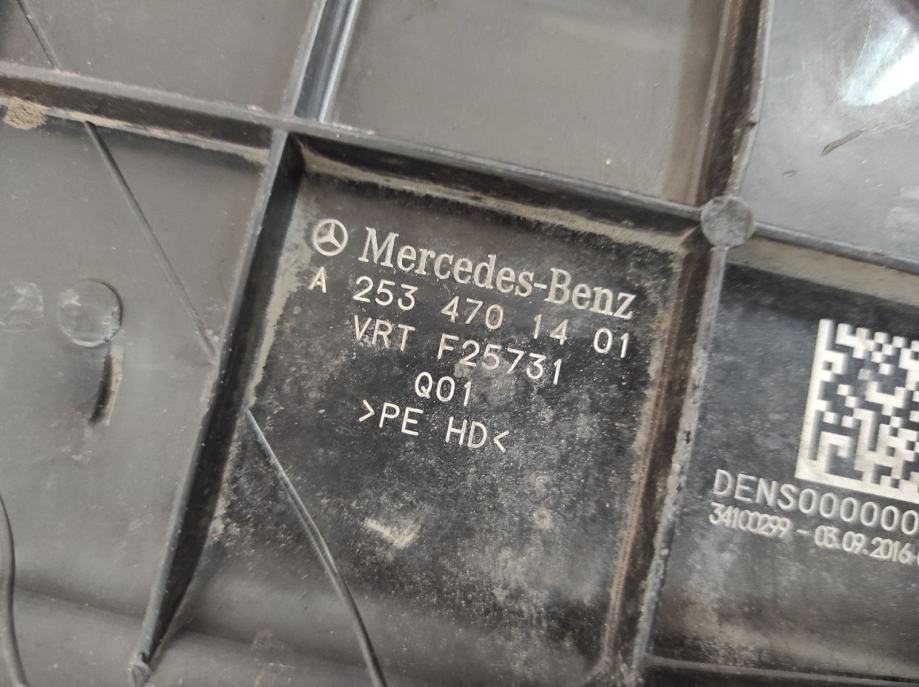 Mercedes-Benz
A 253 470 14 01
VRT F25731
Q01
>PE HD<
DENS000000
34100299 - 03.09.2016